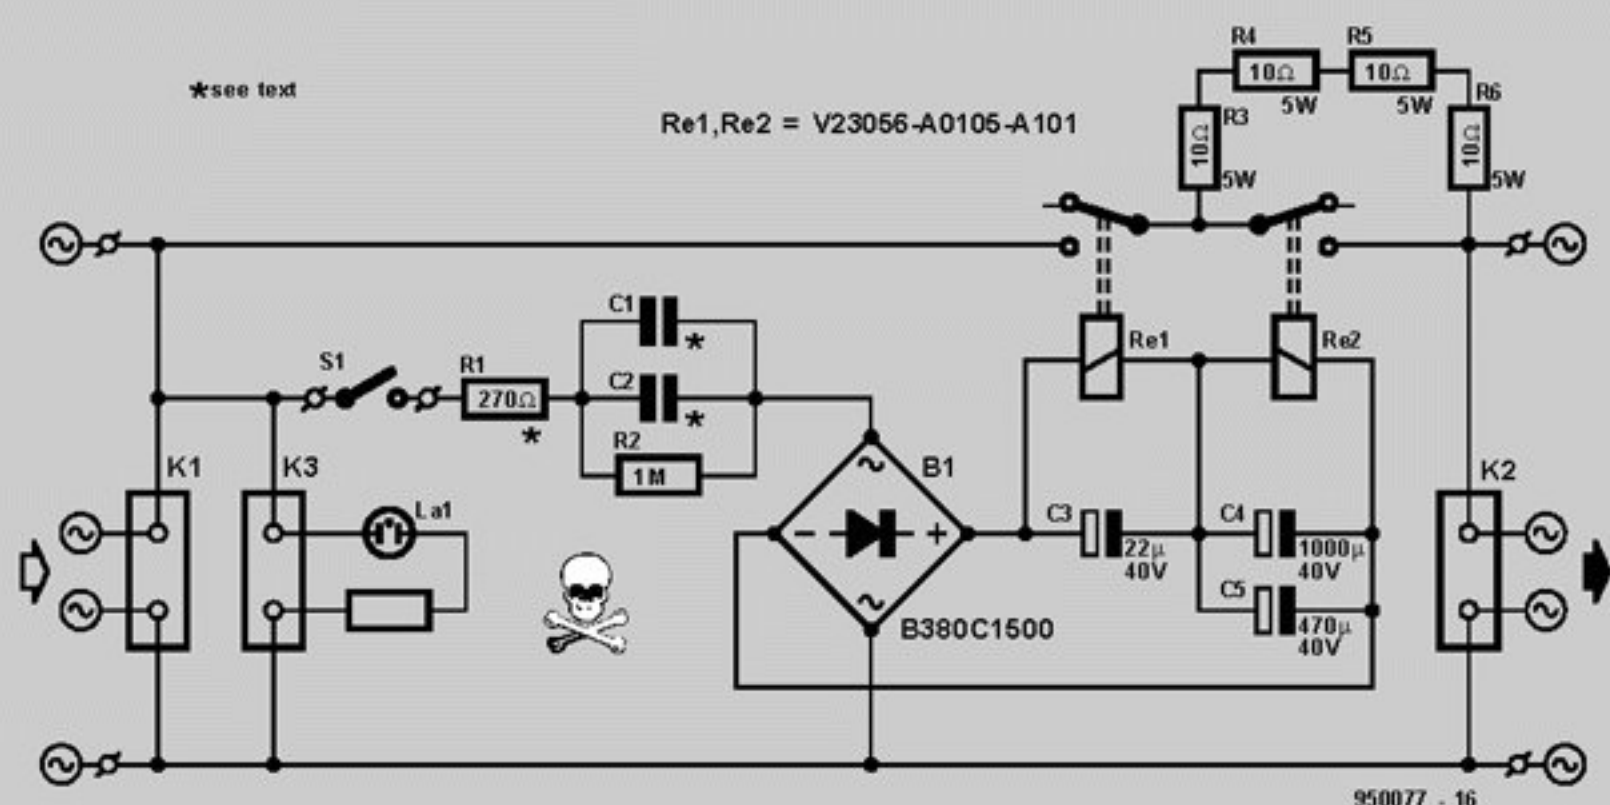 R4
R5
10Ω
10Ω
5W
5W
R6
*see text
Re1,Re2 = V23056-A0105-A101
R3
10Ω
10Ω
5W
5W
C1
*
Re1
Re2
S1
R1
C2
270Ω
*
*
R2
1M
K1
K3
B1
K2
La1
C3
C4
- +
22µ
40V
1000µ
40V
C5
B380C1500
470µ
40V
950077 - 16